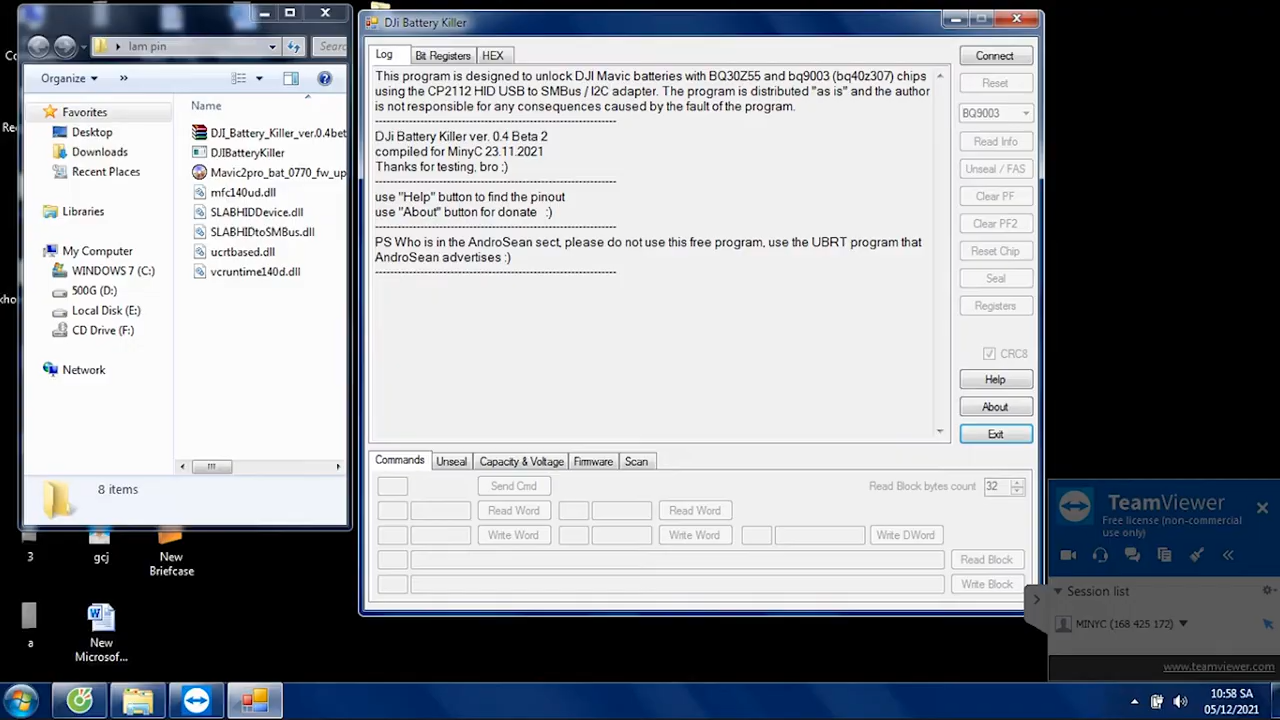 lam pin
Searc
Organize
»
Favorites
Desktop
Downloads
Recent Places
Libraries
My Computer
WINDOWS 7 (C:)
500G (D:)
Local Disk (E:)
CD Drive (F:)
Network
Name
DJI_Battery_Killer_ver.0.4bet
DJIBatteryKiller
Mavic2pro_bat_0770_fw_up
mfc140ud.dll
SLABHIDDevice.dll
SLABHIDtoSMBus.dll
ucrtbased.dll
vcruntime140d.dll
8 items
DJi Battery Killer
Log
Bit Registers
HEX
This program is designed to unlock DJI Mavic batteries with BQ30Z55 and bq9003 (bq40z307) chips
using the CP2112 HID USB to SMBus / I2C adapter. The program is distributed "as is" and the author
is not responsible for any consequences caused by the fault of the program.
------------------------------------------------------------
DJi Battery Killer ver. 0.4 Beta 2
compiled for MinyC 23.11.2021
Thanks for testing, bro ;)
------------------------------------------------------------
use "Help" button to find the pinout
use "About" button for donate :)
------------------------------------------------------------
PS Who is in the AndroSean sect, please do not use this free program, use the UBRT program that
AndroSean advertises :)
------------------------------------------------------------
Connect
Reset
BQ9003
Read Info
Unseal / FAS
Clear PF
Clear PF2
Reset Chip
Seal
Registers
CRC8
Help
About
Exit
Commands
Unseal
Capacity & Voltage
Firmware
Scan
Send Cmd
Read Block bytes count
32
Read Word
Read Word
Write Word
Write Word
Write DWord
Read Block
Write Block
TeamViewer
Free license (non-commercial
use only)
Session list
MINYC (168 425 172)
www.teamviewer.com
3
gcj
New
Briefcase
a
New
Microsof...
10:58 SA
05/12/2021